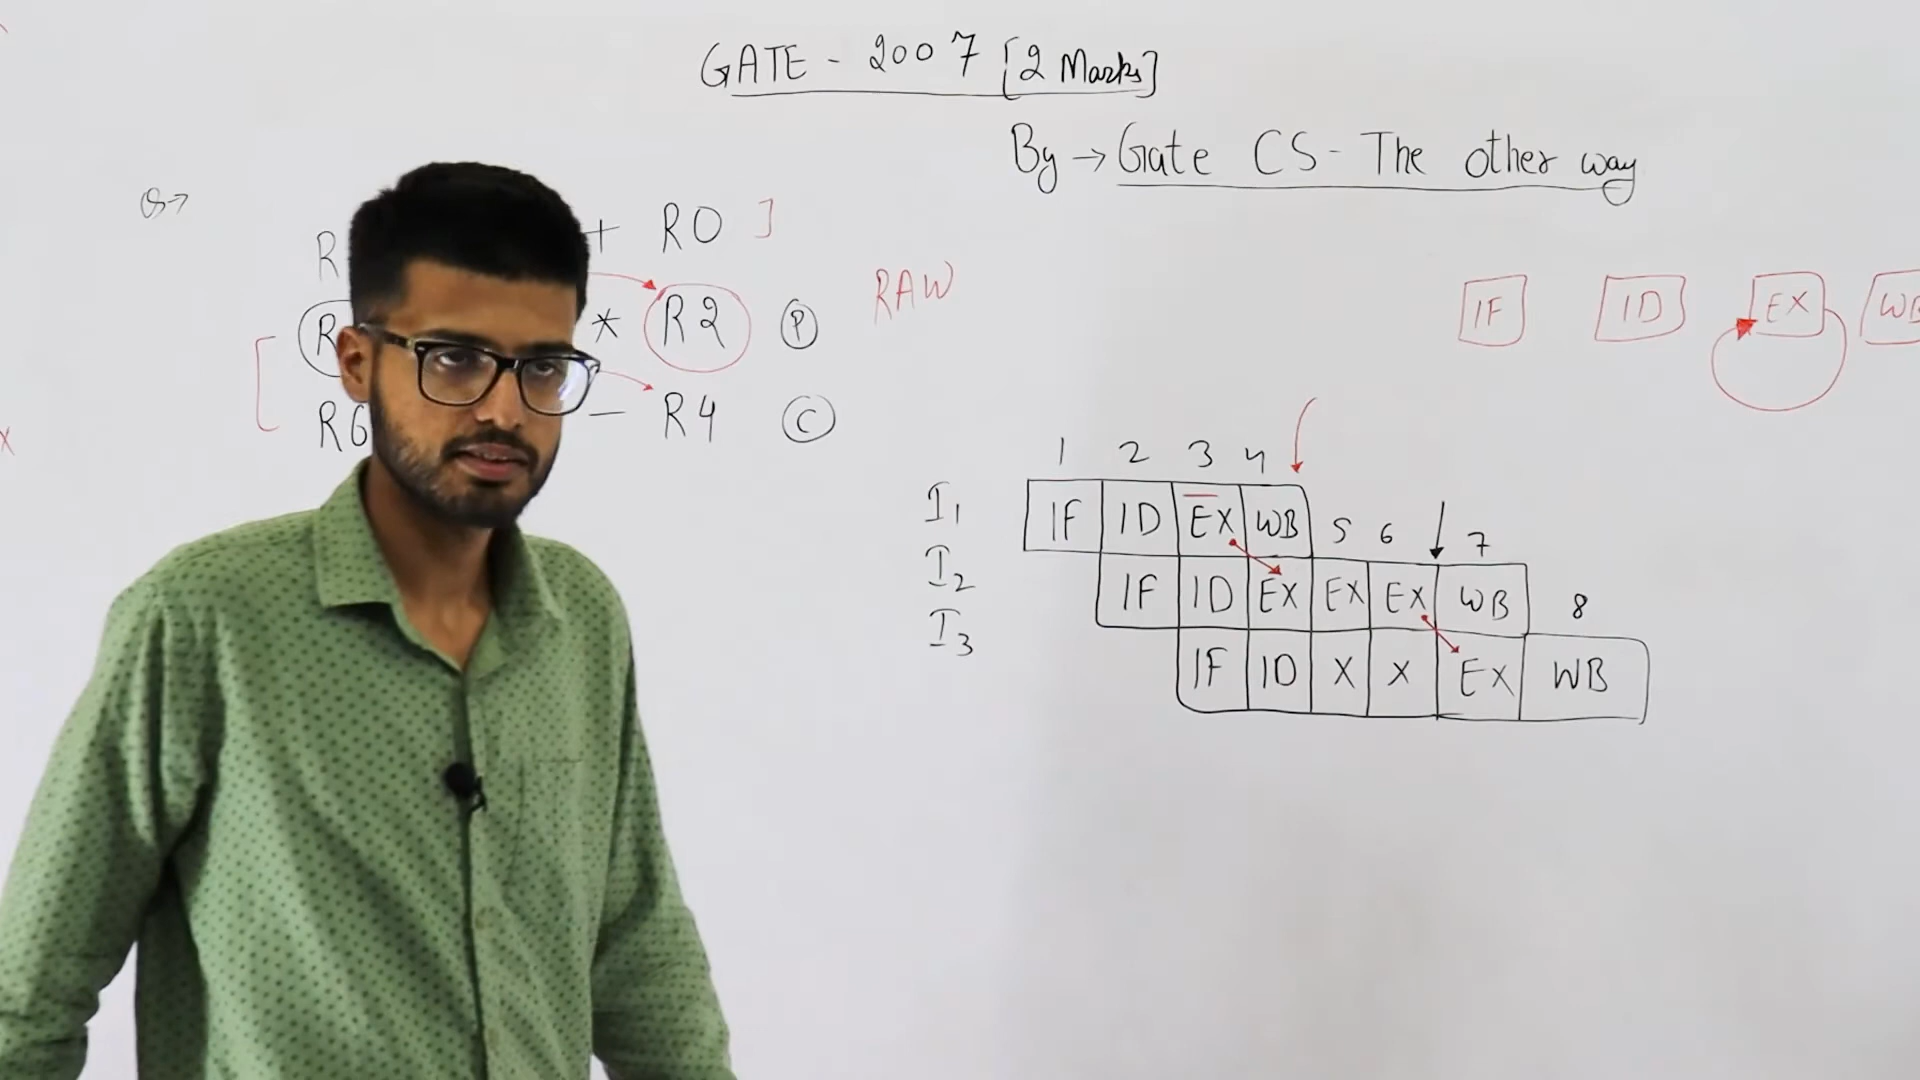 GATE - 2007 [2 Marks]
By → Gate CS - The other way
Q→
R + R0 ]
R * R2 P
R6 - R4 C
RAW
IF ID EX WB
1 2 3 4
I1 IF ID EX WB 5 6 7
I2 IF ID EX EX EX WB 8
I3 IF ID X X EX WB
x